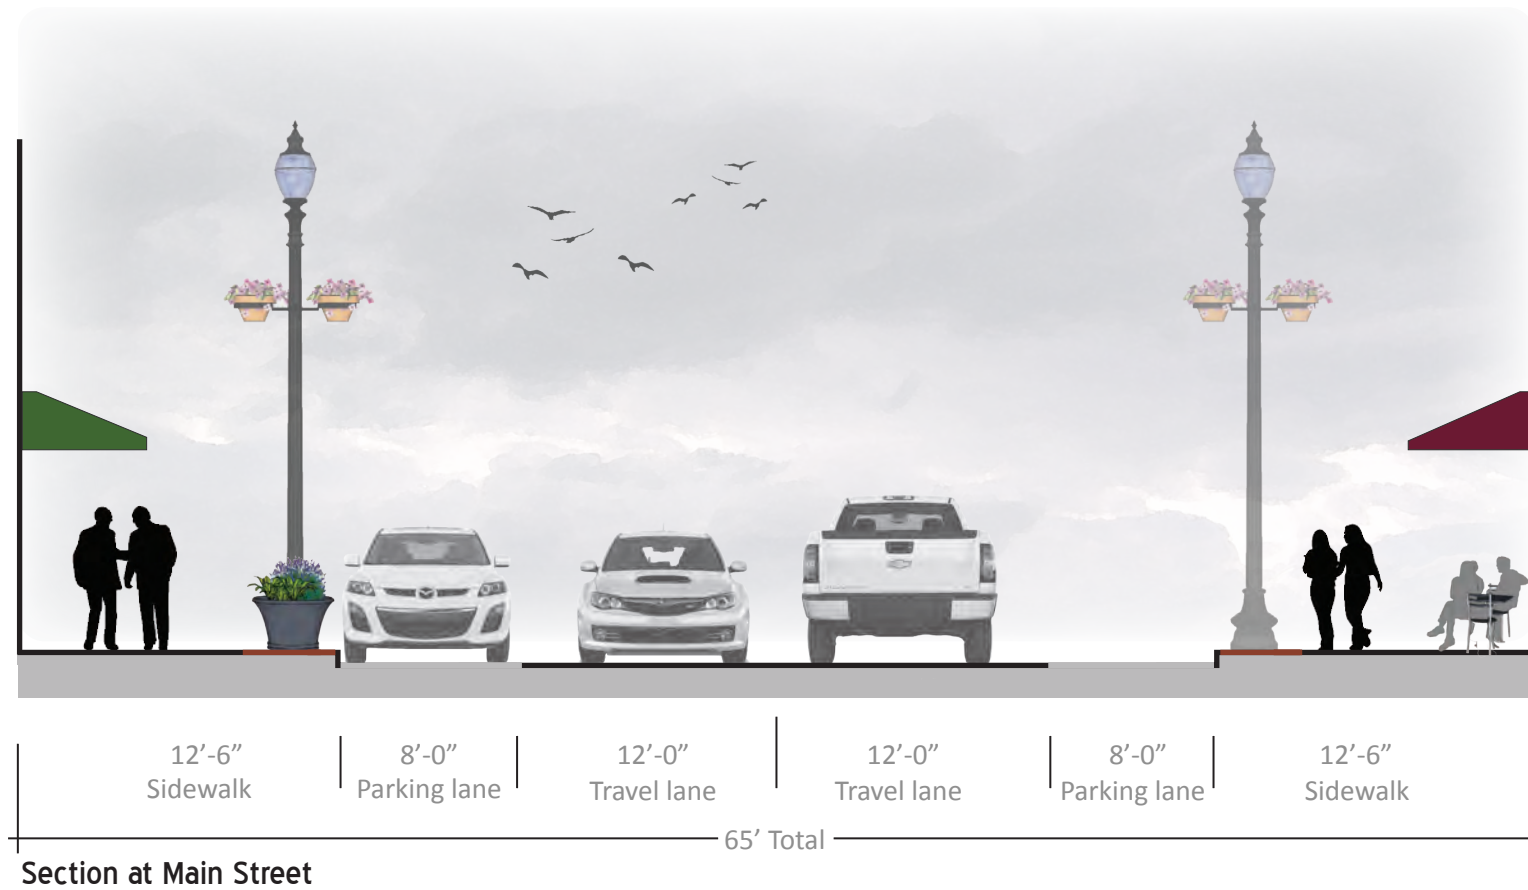 12’-6”
Sidewalk
8’-0”
Parking lane
12’-0”
Travel lane
12’-0”
Travel lane
8’-0”
Parking lane
12’-6”
Sidewalk
65’ Total
Section at Main Street